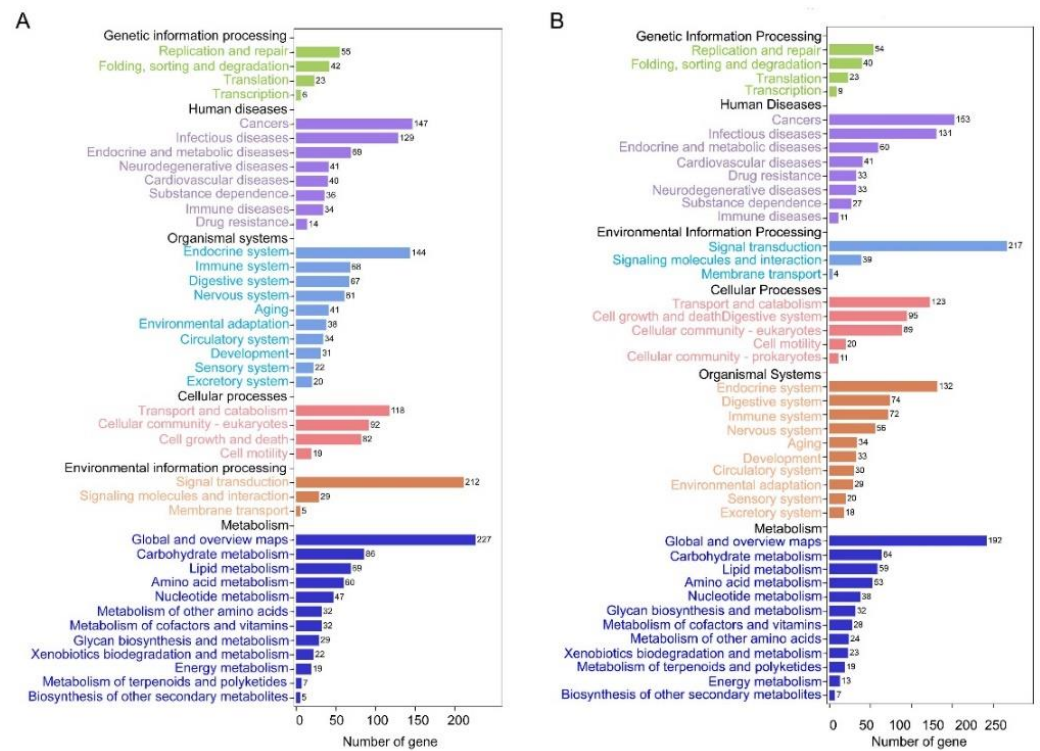 A
Genetic information processing
Replication and repair 55
Folding, sorting and degradation 42
Translation 23
Transcription 6
Human diseases
Cancers 147
Infectious diseases 129
Endocrine and metabolic diseases 69
Neurodegenerative diseases 41
Cardiovascular diseases 40
Substance dependence 36
Immune diseases 34
Drug resistance 14
Organismal systems
Endocrine system 144
Immune system 68
Digestive system 67
Nervous system 61
Aging 41
Environmental adaptation 38
Circulatory system 34
Development 31
Sensory system 22
Excretory system 20
Cellular processes
Transport and catabolism 118
Cellular community - eukaryotes 92
Cell growth and death 82
Cell motility 19
Environmental information processing
Signal transduction 212
Signaling molecules and interaction 29
Membrane transport 5
Metabolism
Global and overview maps 227
Carbohydrate metabolism 86
Lipid metabolism 69
Amino acid metabolism 60
Nucleotide metabolism 47
Metabolism of other amino acids 32
Metabolism of cofactors and vitamins 32
Glycan biosynthesis and metabolism 29
Xenobiotics biodegradation and metabolism 22
Energy metabolism 19
Metabolism of terpenoids and polyketides 7
Biosynthesis of other secondary metabolites 5
0 50 100 150 200
Number of gene
B
Genetic Information Processing
Replication and repair 54
Folding, sorting and degradation 40
Translation 23
Transcription 9
Human Diseases
Cancers 153
Infectious diseases 131
Endocrine and metabolic diseases 60
Cardiovascular diseases 41
Drug resistance 33
Neurodegenerative diseases 33
Substance dependence 27
Immune diseases 11
Environmental Information Processing
Signal transduction 217
Signaling molecules and interaction 39
Membrane transport 4
Cellular Processes
Transport and catabolism 123
Cell growth and deathDigestive system 95
Cellular community - eukaryotes 89
Cell motility 20
Cellular community - prokaryotes 11
Organismal Systems
Endocrine system 132
Digestive system 74
Immune system 72
Nervous system 56
Aging 34
Development 33
Circulatory system 30
Environmental adaptation 29
Sensory system 20
Excretory system 18
Metabolism
Global and overview maps 192
Carbohydrate metabolism 64
Lipid metabolism 59
Amino acid metabolism 53
Nucleotide metabolism 38
Glycan biosynthesis and metabolism 32
Metabolism of cofactors and vitamins 28
Metabolism of other amino acids 24
Xenobiotics biodegradation and metabolism 23
Metabolism of terpenoids and polyketides 19
Energy metabolism 13
Biosynthesis of other secondary metabolites 7
0 50 100 150 200 250
Number of gene